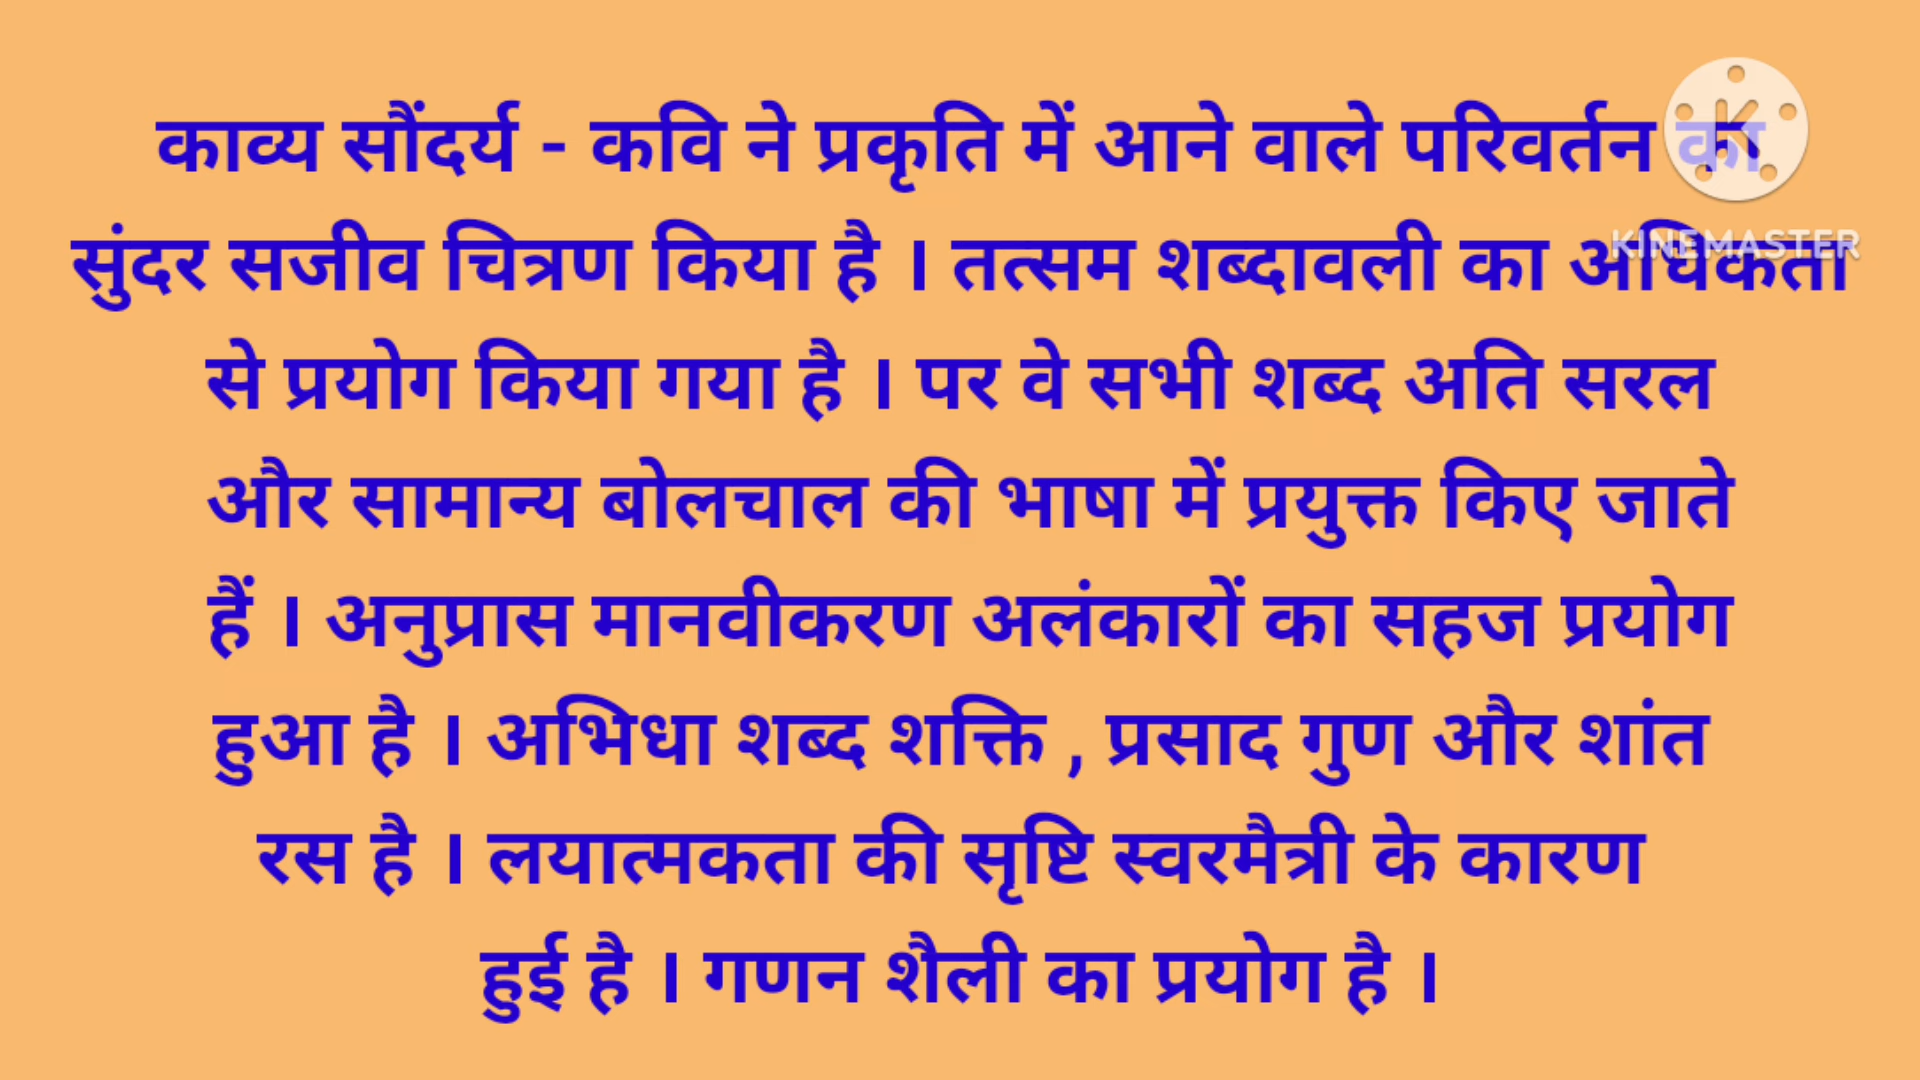 काव्य सौंदर्य - कवि ने प्रकृति में आने वाले परिवर्तन का
सुंदर सजीव चित्रण किया है । तत्सम शब्दावली का अधिकता
से प्रयोग किया गया है । पर वे सभी शब्द अति सरल
और सामान्य बोलचाल की भाषा में प्रयुक्त किए जाते
हैं । अनुप्रास मानवीकरण अलंकारों का सहज प्रयोग
हुआ है । अभिधा शब्द शक्ति , प्रसाद गुण और शांत
रस है । लयात्मकता की सृष्टि स्वरमैत्री के कारण
हुई है । गणन शैली का प्रयोग है ।
K
KINEMASTER